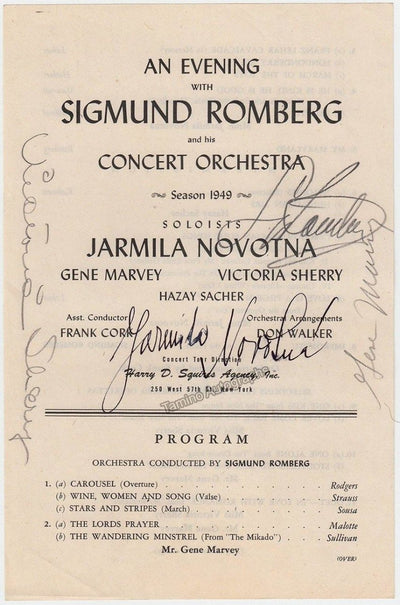 AN EVENING
WITH
SIGMUND ROMBERG
and his
CONCERT ORCHESTRA
Season 1949
SOLOISTS
JARMILA NOVOTNA
GENE MARVEY VICTORIA SHERRY
HAZAY SACHER
Asst. Conductor Orchestral Arrangements
FRANK CORK DON WALKER
Concert Tour Direction
Harry D. Squires Agency, Inc.
250 West 57th St. New York
Victoria Sherry
S. Romberg
Gene Marvey
Jarmila Novotna
Tamino Autographs
PROGRAM
ORCHESTRA CONDUCTED BY SIGMUND ROMBERG
1. (a) CAROUSEL (Overture) . . . . . . . . . Rodgers
(b) WINE, WOMEN AND SONG (Valse) . . . . . . . Strauss
(c) STARS AND STRIPES (March) . . . . . . . . Sousa
2. (a) THE LORDS PRAYER . . . . . . . . . Malotte
(b) THE WANDERING MINSTREL (From "The Mikado") . . . . Sullivan
Mr. Gene Marvey
(OVER)